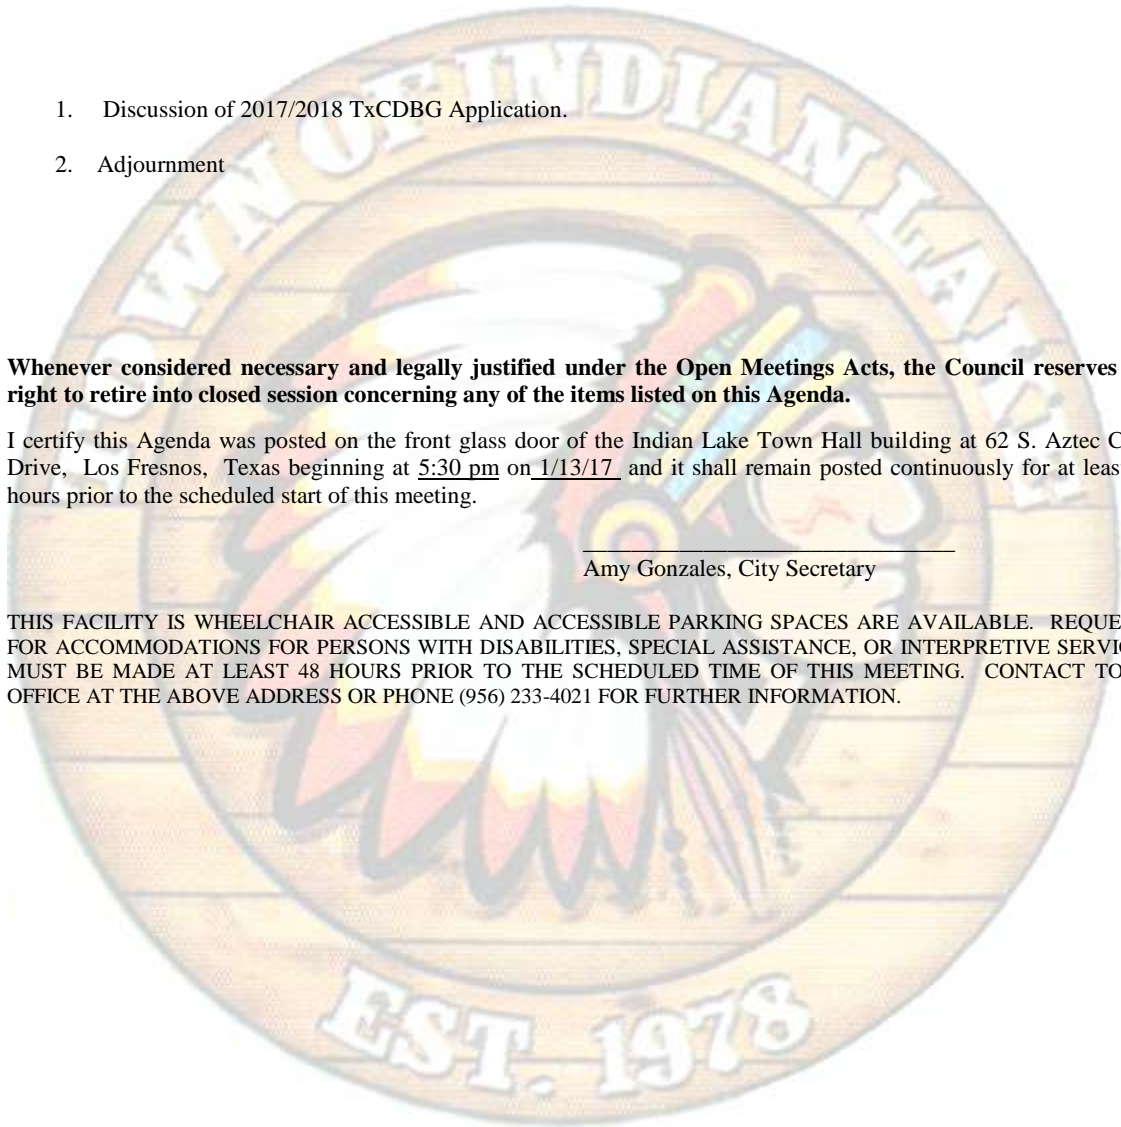 TOWN OF INDIAN LAKE
1. Discussion of 2017/2018 TxCDBG Application.
2. Adjournment
Whenever considered necessary and legally justified under the Open Meetings Acts, the Council reserves
right to retire into closed session concerning any of the items listed on this Agenda.
I certify this Agenda was posted on the front glass door of the Indian Lake Town Hall building at 62 S. Aztec C
Drive, Los Fresnos, Texas beginning at 5:30 pm on 1/13/17 and it shall remain posted continuously for at leas
hours prior to the scheduled start of this meeting.
Amy Gonzales, City Secretary
THIS FACILITY IS WHEELCHAIR ACCESSIBLE AND ACCESSIBLE PARKING SPACES ARE AVAILABLE. REQUE
FOR ACCOMMODATIONS FOR PERSONS WITH DISABILITIES, SPECIAL ASSISTANCE, OR INTERPRETIVE SERVI
MUST BE MADE AT LEAST 48 HOURS PRIOR TO THE SCHEDULED TIME OF THIS MEETING. CONTACT TO
OFFICE AT THE ABOVE ADDRESS OR PHONE (956) 233-4021 FOR FURTHER INFORMATION.
EST. 1978